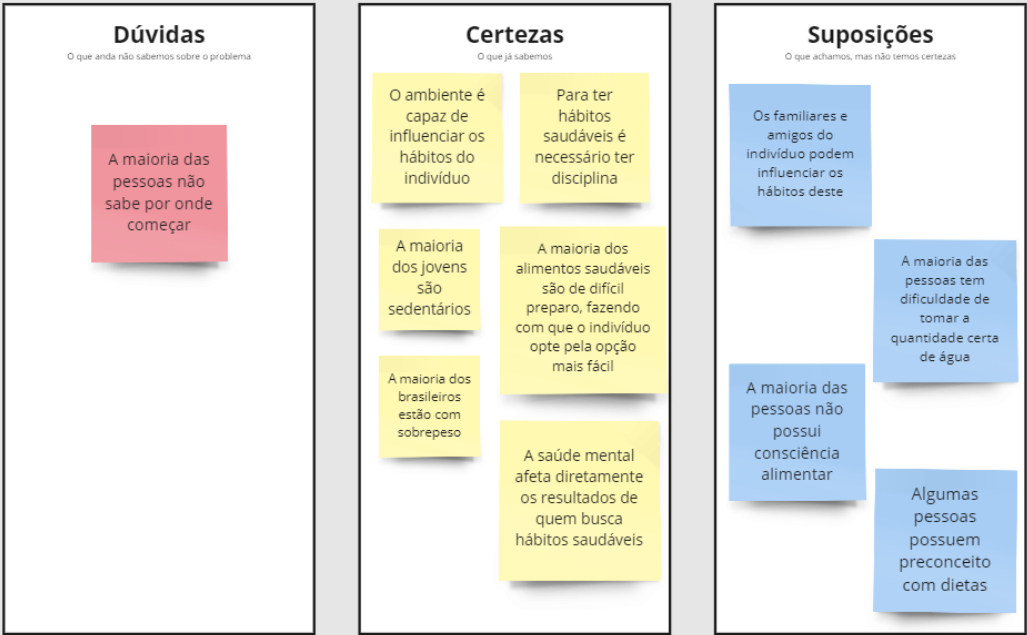 Dúvidas
O que anda não sabemos sobre o problema
A maioria das
pessoas não
sabe por onde
começar
Certezas
O que já sabemos
O ambiente é
capaz de
influenciar os
hábitos do
indivíduo
Para ter
hábitos
saudáveis é
necessário ter
disciplina
A maioria
dos jovens
são
sedentários
A maioria dos
alimentos saudáveis
são de difícil
preparo, fazendo
com que o indivíduo
opte pela opção
mais fácil
A maioria dos
brasileiros
estão com
sobrepeso
A saúde mental
afeta diretamente
os resultados de
quem busca
hábitos saudáveis
Suposições
O que achamos, mas não temos certezas
Os familiares e
amigos do
indivíduo podem
influenciar os
hábitos deste
A maioria das
pessoas tem
dificuldade de
tomar a
quantidade certa
de água
A maioria das
pessoas não
possui
consciência
alimentar
Algumas
pessoas
possuem
preconceito
com dietas